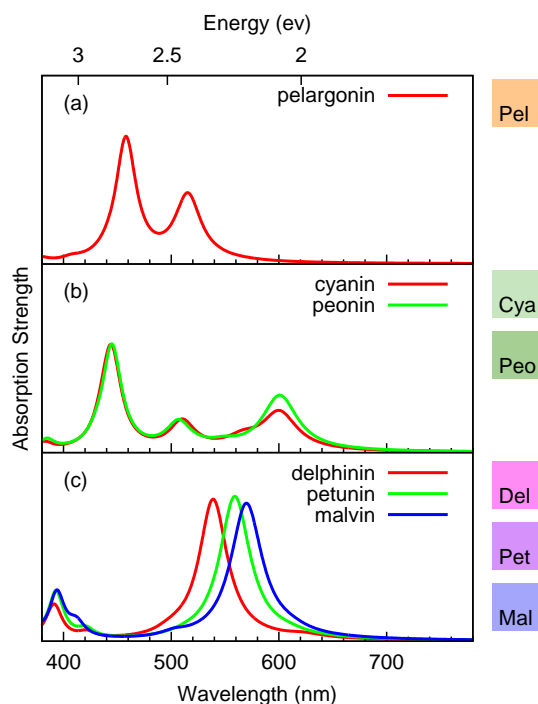 Energy (ev)
3 2.5 2
(a)
pelargonin
Pel
(b)
cyanin
peonin
Cya
Peo
Absorption Strength
(c)
delphinin
petunin
malvin
Del
Pet
Mal
400 500 600 700
Wavelength (nm)